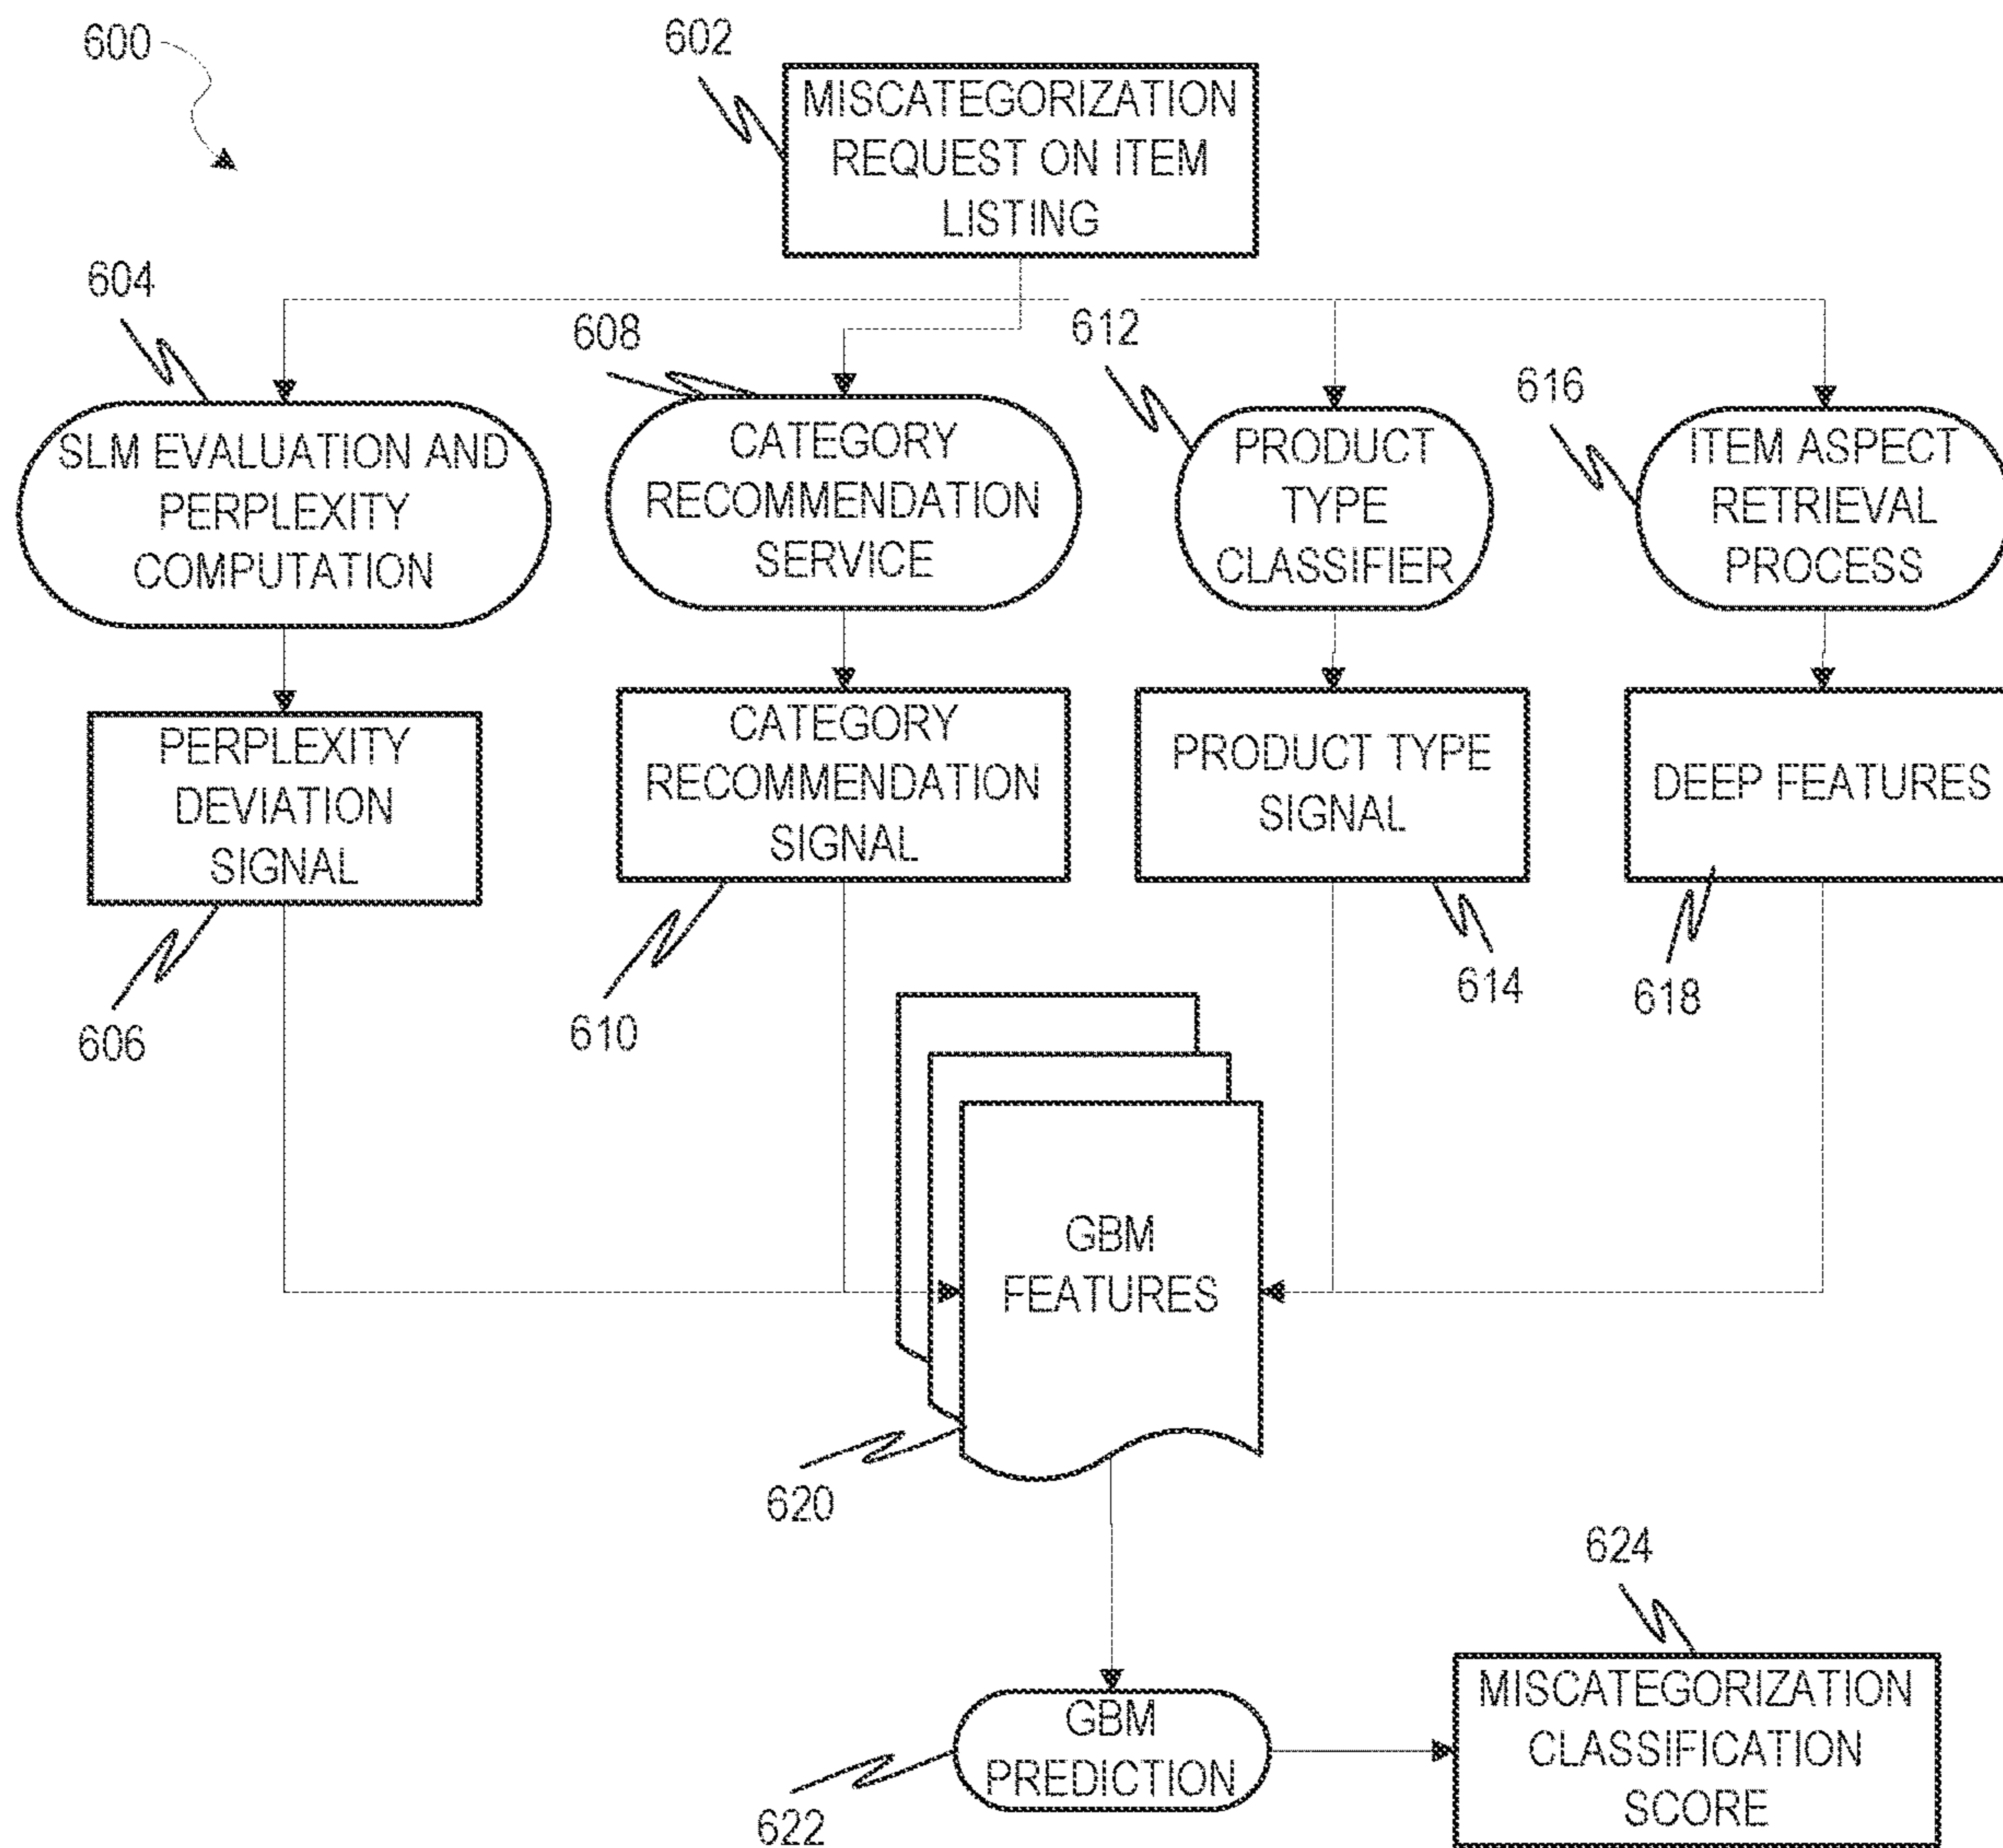 600
602
MISCATEGORIZATION
REQUEST ON ITEM
LISTING
604
608
612
616
SLM EVALUATION AND
PERPLEXITY
COMPUTATION
CATEGORY
RECOMMENDATION
SERVICE
PRODUCT
TYPE
CLASSIFIER
ITEM ASPECT
RETRIEVAL
PROCESS
PERPLEXITY
DEVIATION
SIGNAL
CATEGORY
RECOMMENDATION
SIGNAL
PRODUCT TYPE
SIGNAL
DEEP FEATURES
606
610
614
618
GBM
FEATURES
620
624
GBM
PREDICTION
622
MISCATEGORIZATION
CLASSIFICATION
SCORE